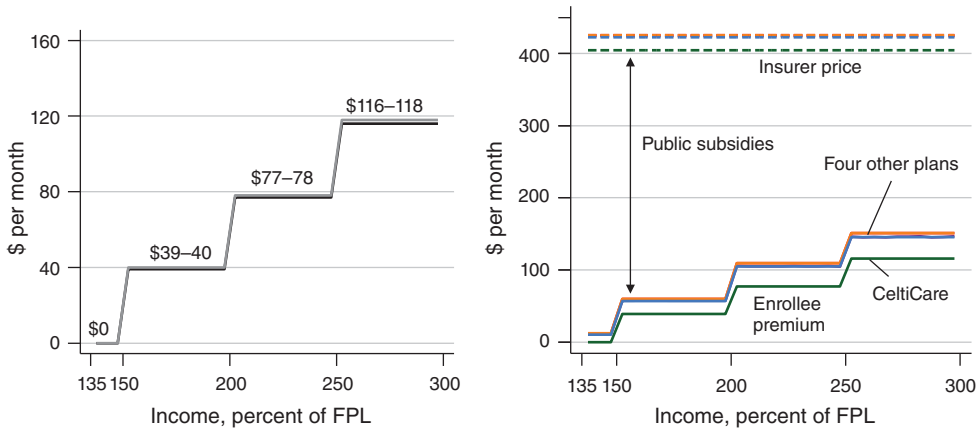 $ per month
160
120
80
40
0
$0
$39–40
$77–78
$116–118
135 150 200 250 300
Income, percent of FPL
$ per month
400
300
200
100
0
Insurer price
Public subsidies
Four other plans
CeltiCare
Enrollee
premium
135 150 200 250 300
Income, percent of FPL